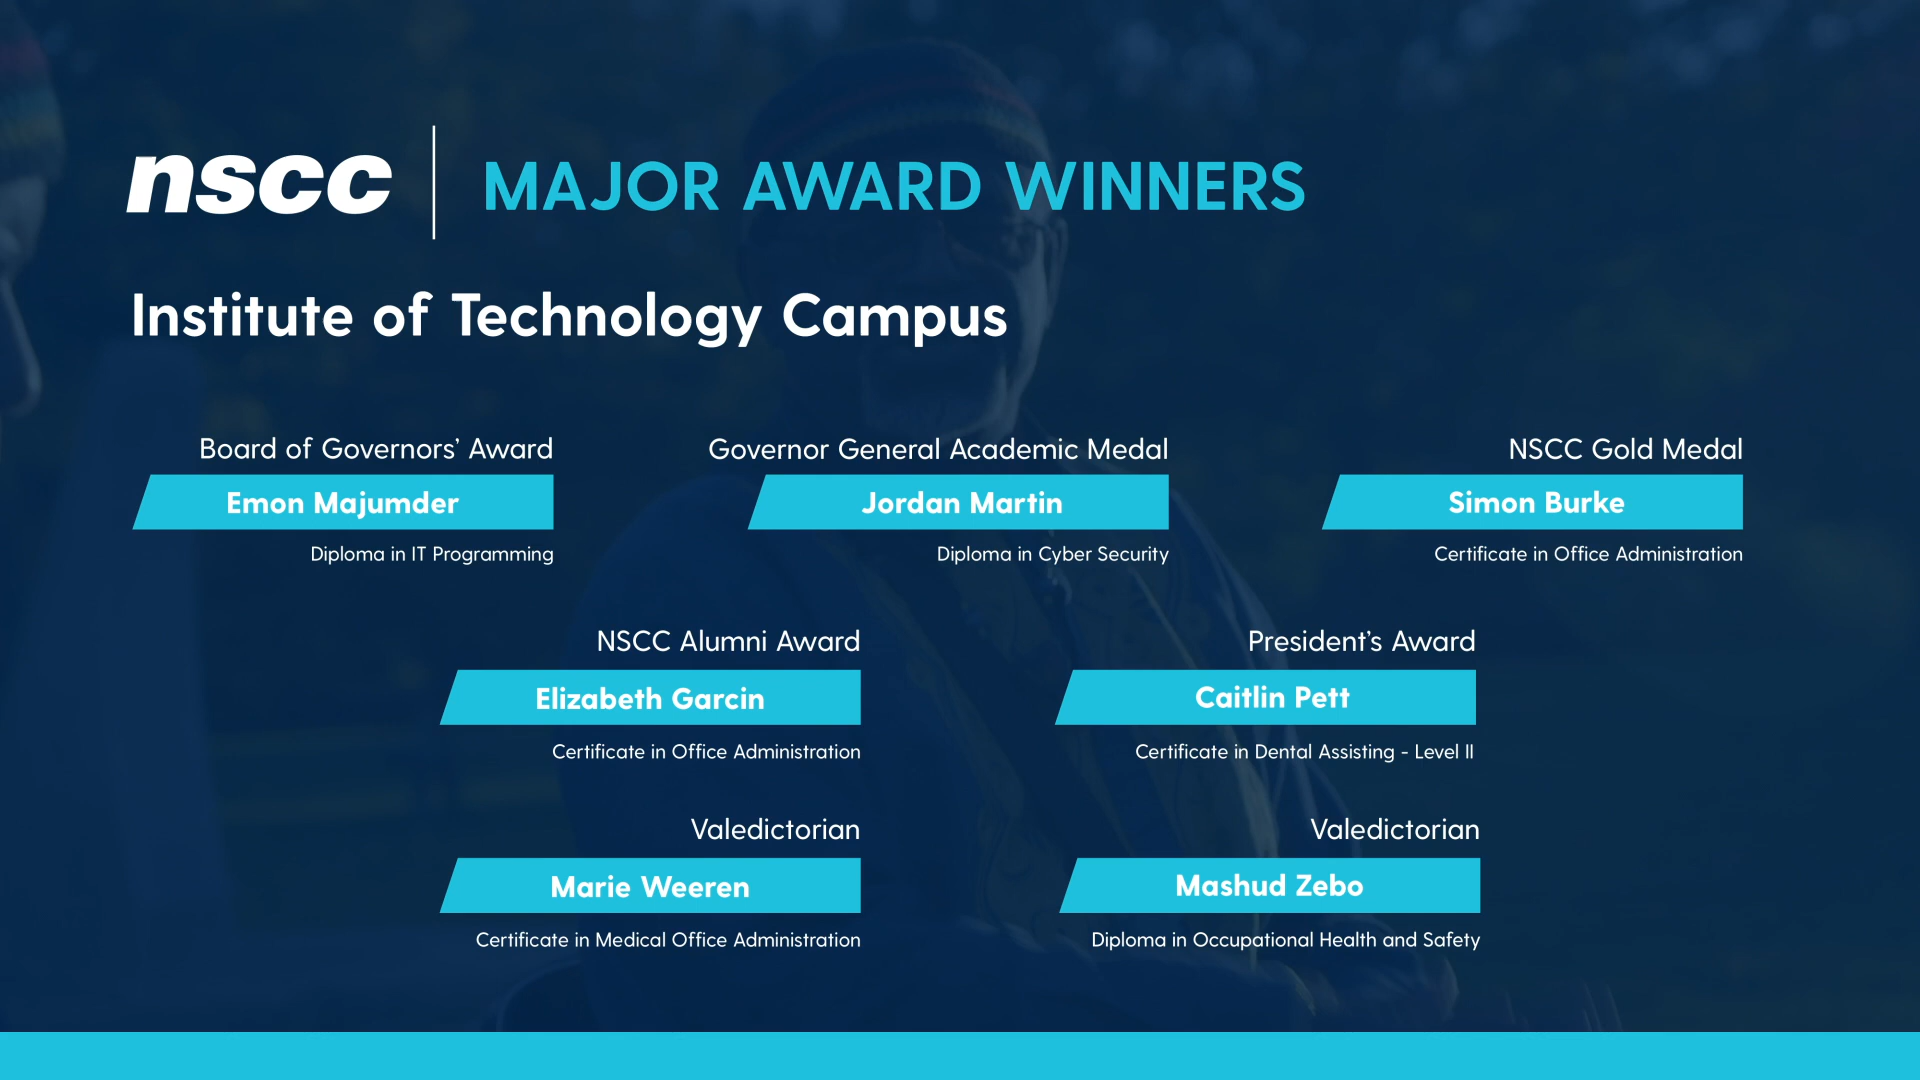 nscc
MAJOR AWARD WINNERS
Institute of Technology Campus
Board of Governors’ Award
Emon Majumder
Diploma in IT Programming
Governor General Academic Medal
Jordan Martin
Diploma in Cyber Security
NSCC Gold Medal
Simon Burke
Certificate in Office Administration
NSCC Alumni Award
Elizabeth Garcin
Certificate in Office Administration
President’s Award
Caitlin Pett
Certificate in Dental Assisting - Level II
Valedictorian
Marie Weeren
Certificate in Medical Office Administration
Valedictorian
Mashud Zebo
Diploma in Occupational Health and Safety